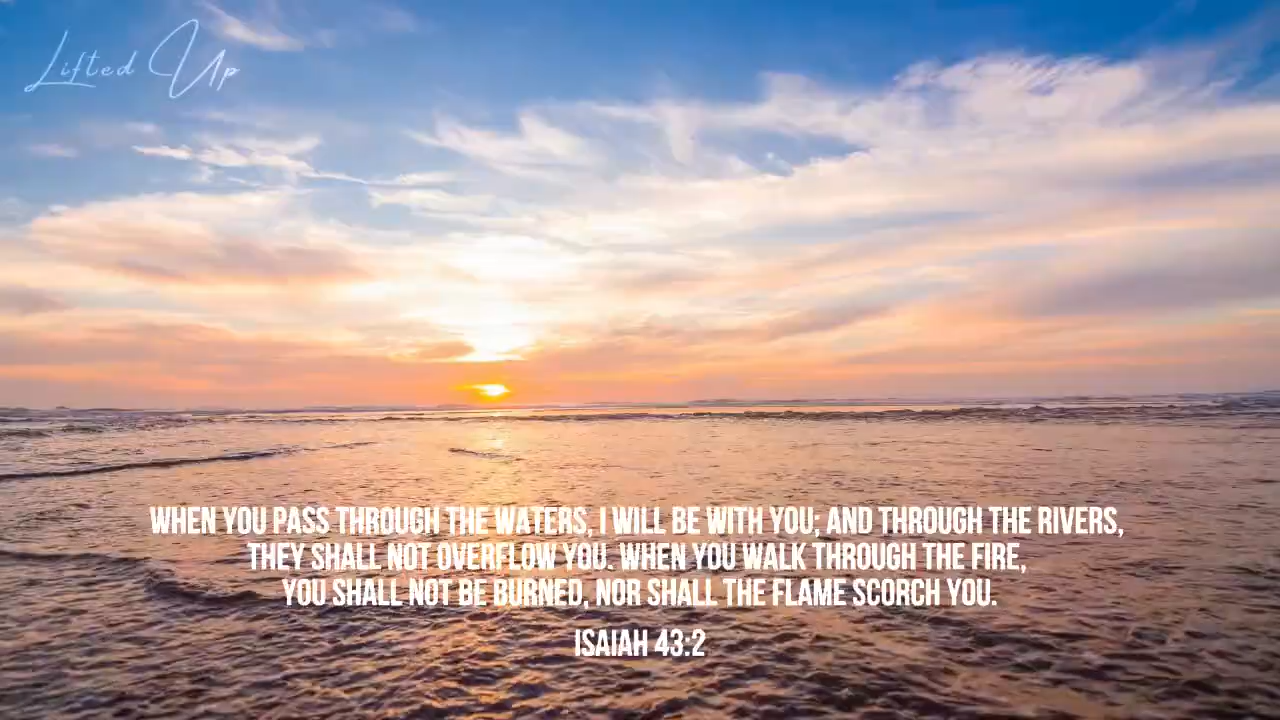 Lifted Up
WHEN YOU PASS THROUGH THE WATERS, I WILL BE WITH YOU; AND THROUGH THE RIVERS,
THEY SHALL NOT OVERFLOW YOU. WHEN YOU WALK THROUGH THE FIRE,
YOU SHALL NOT BE BURNED, NOR SHALL THE FLAME SCORCH YOU.
ISAIAH 43:2